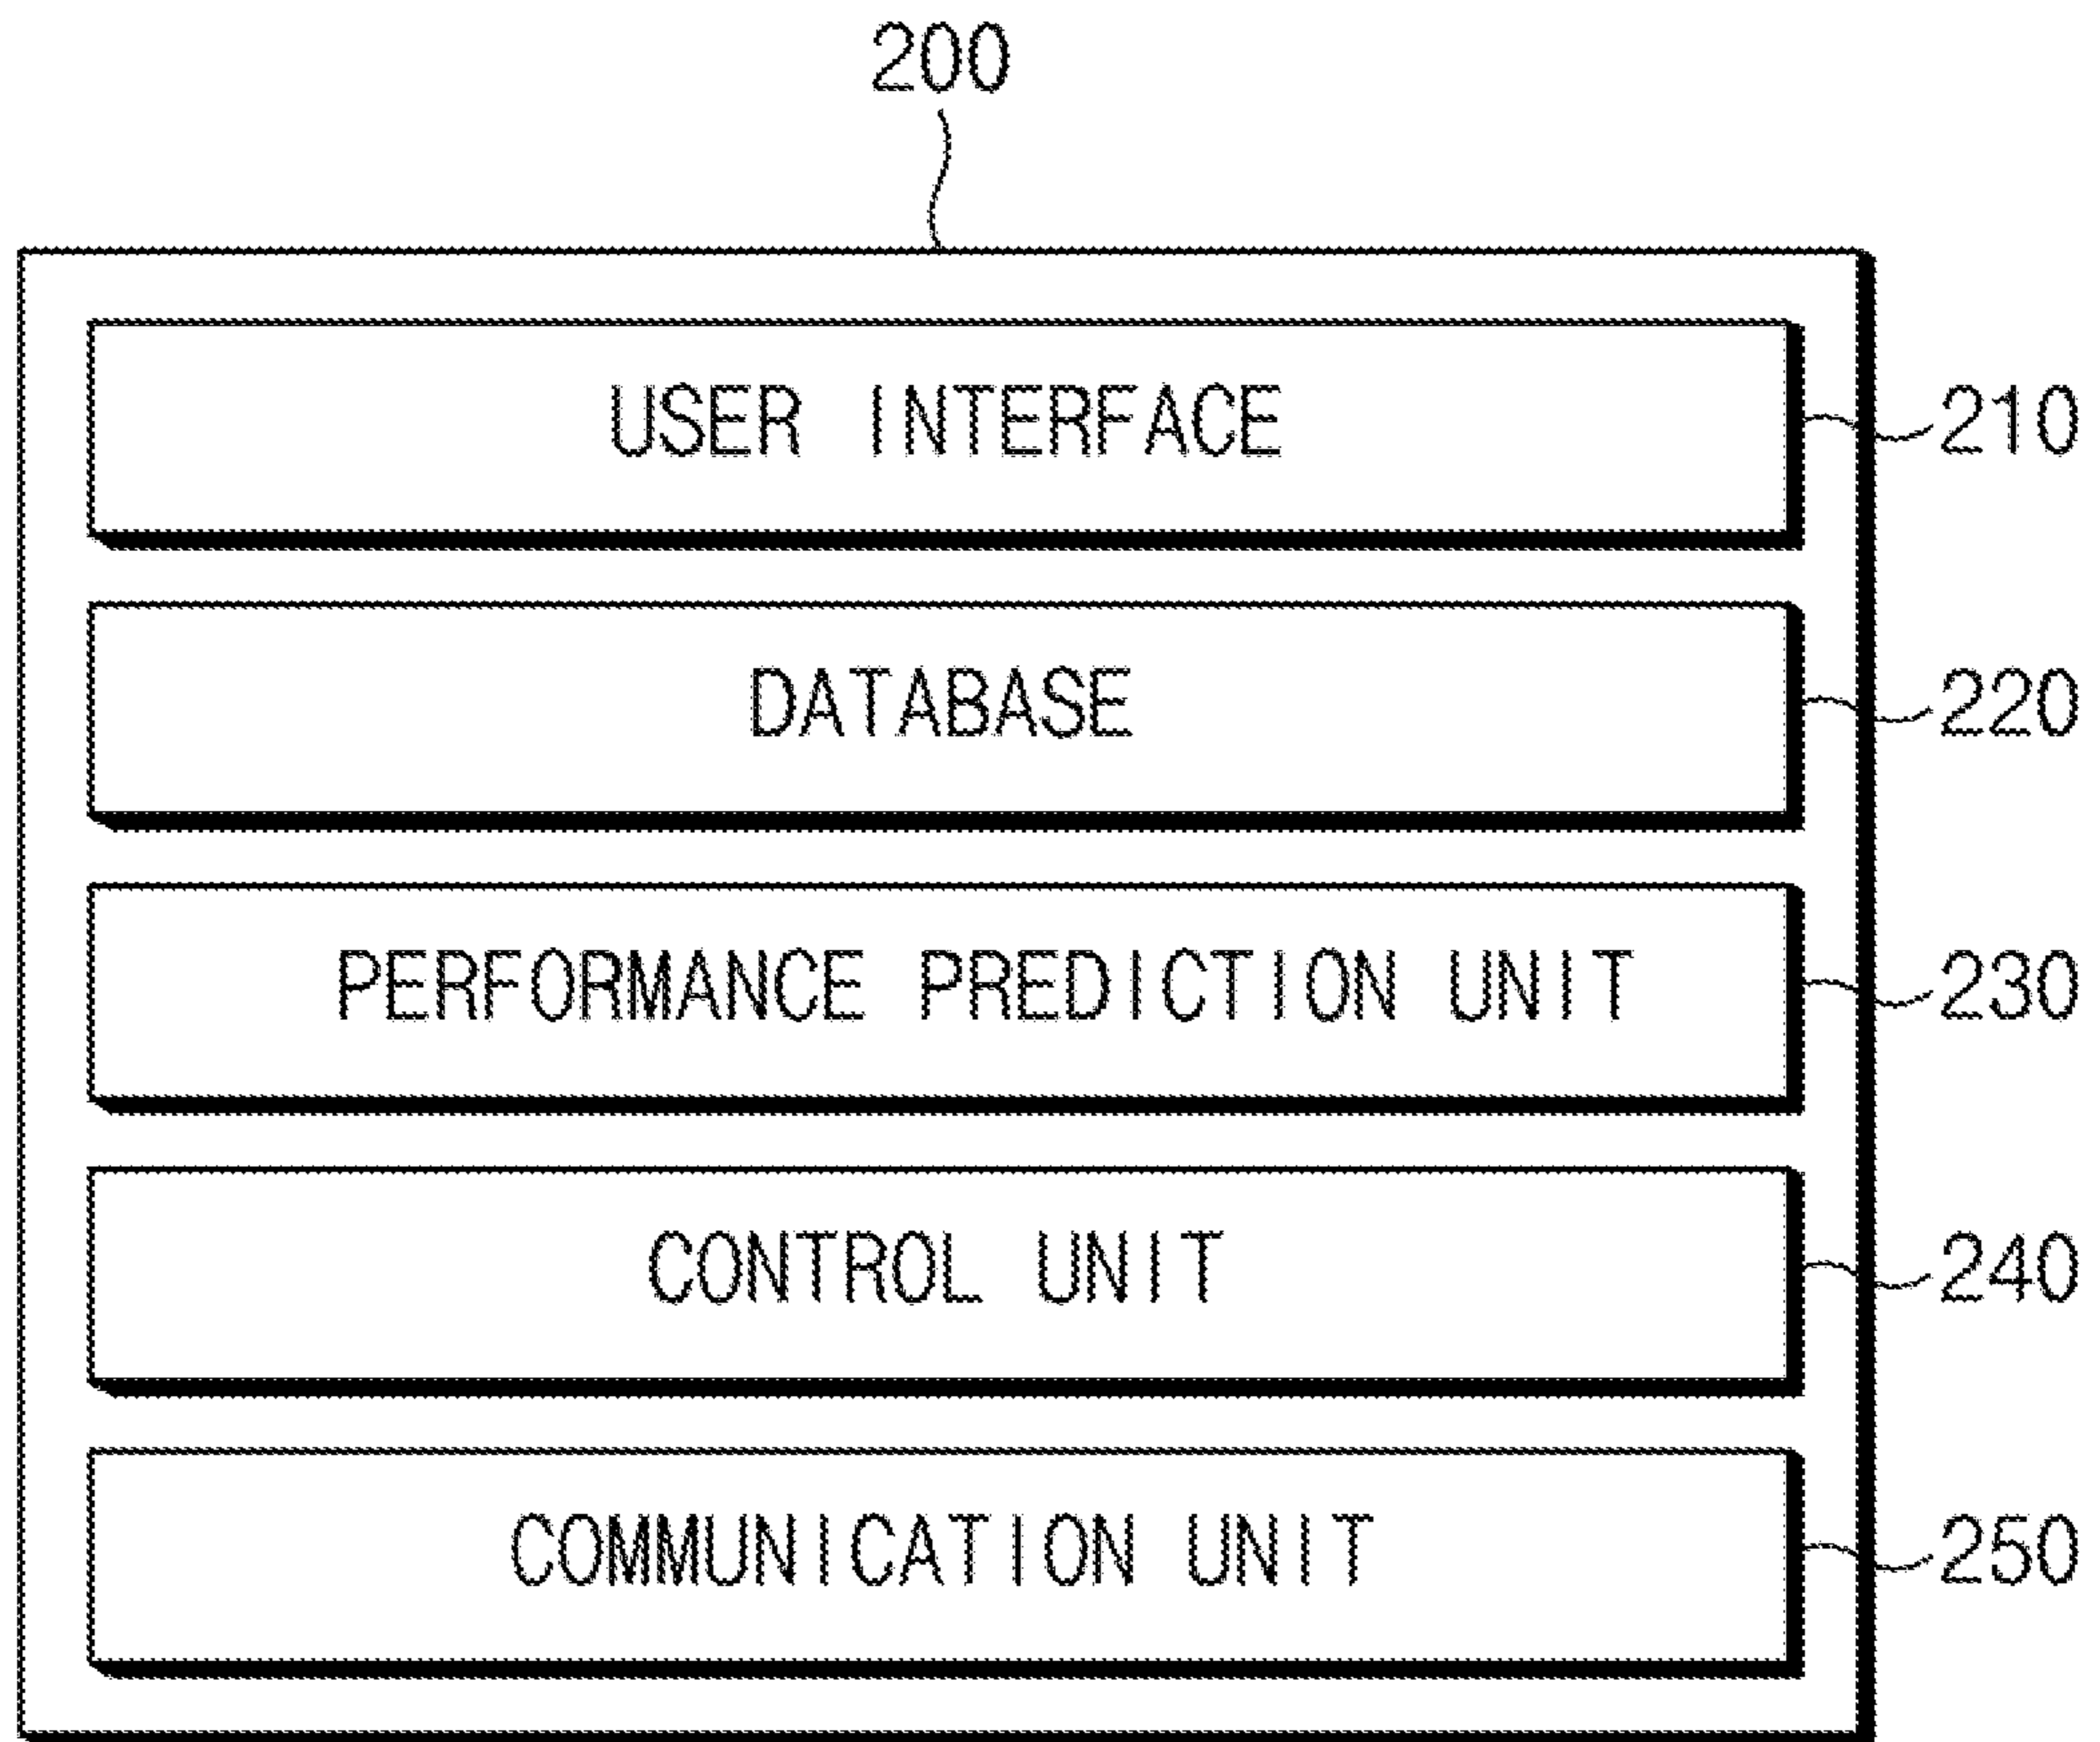 200
USER INTERFACE 210
DATABASE 220
PERFORMANCE PREDICTION UNIT 230
CONTROL UNIT 240
COMMUNICATION UNIT 250